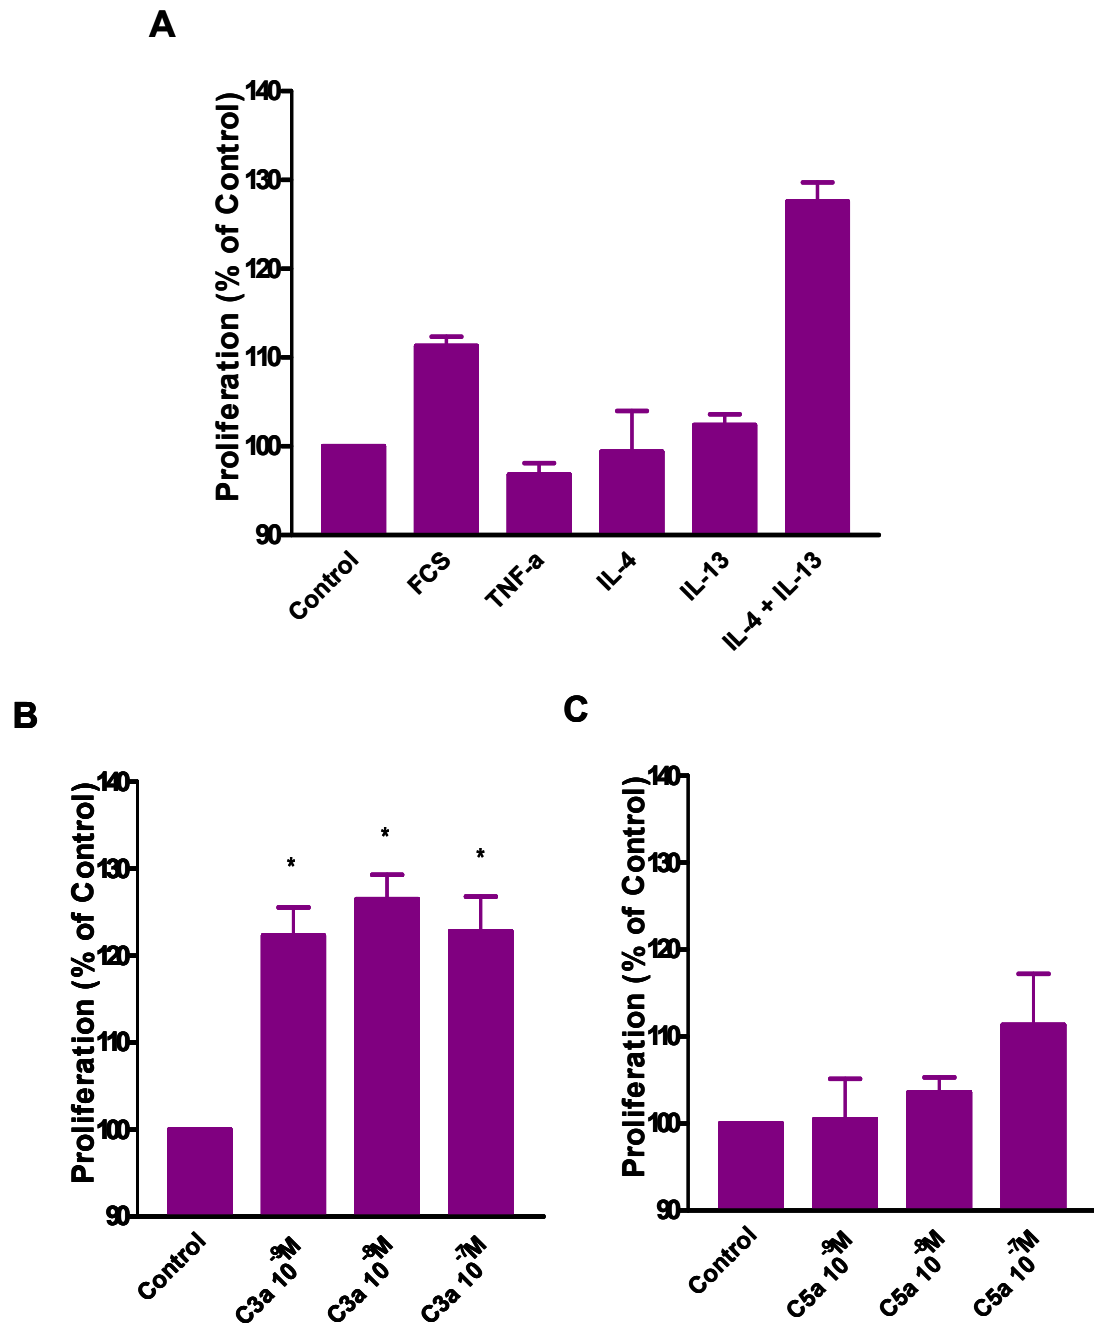 A
Proliferation (% of Control)
140
130
120
110
100
90
Control
FCS
TNF-a
IL-4
IL-13
IL-4 + IL-13
B
Proliferation (% of Control)
140
130
120
110
100
90
*
*
*
Control
C3a 10⁻⁹M
C3a 10⁻⁸M
C3a 10⁻⁷M
C
Proliferation (% of Control)
140
130
120
110
100
90
Control
C5a 10⁻⁹M
C5a 10⁻⁸M
C5a 10⁻⁷M